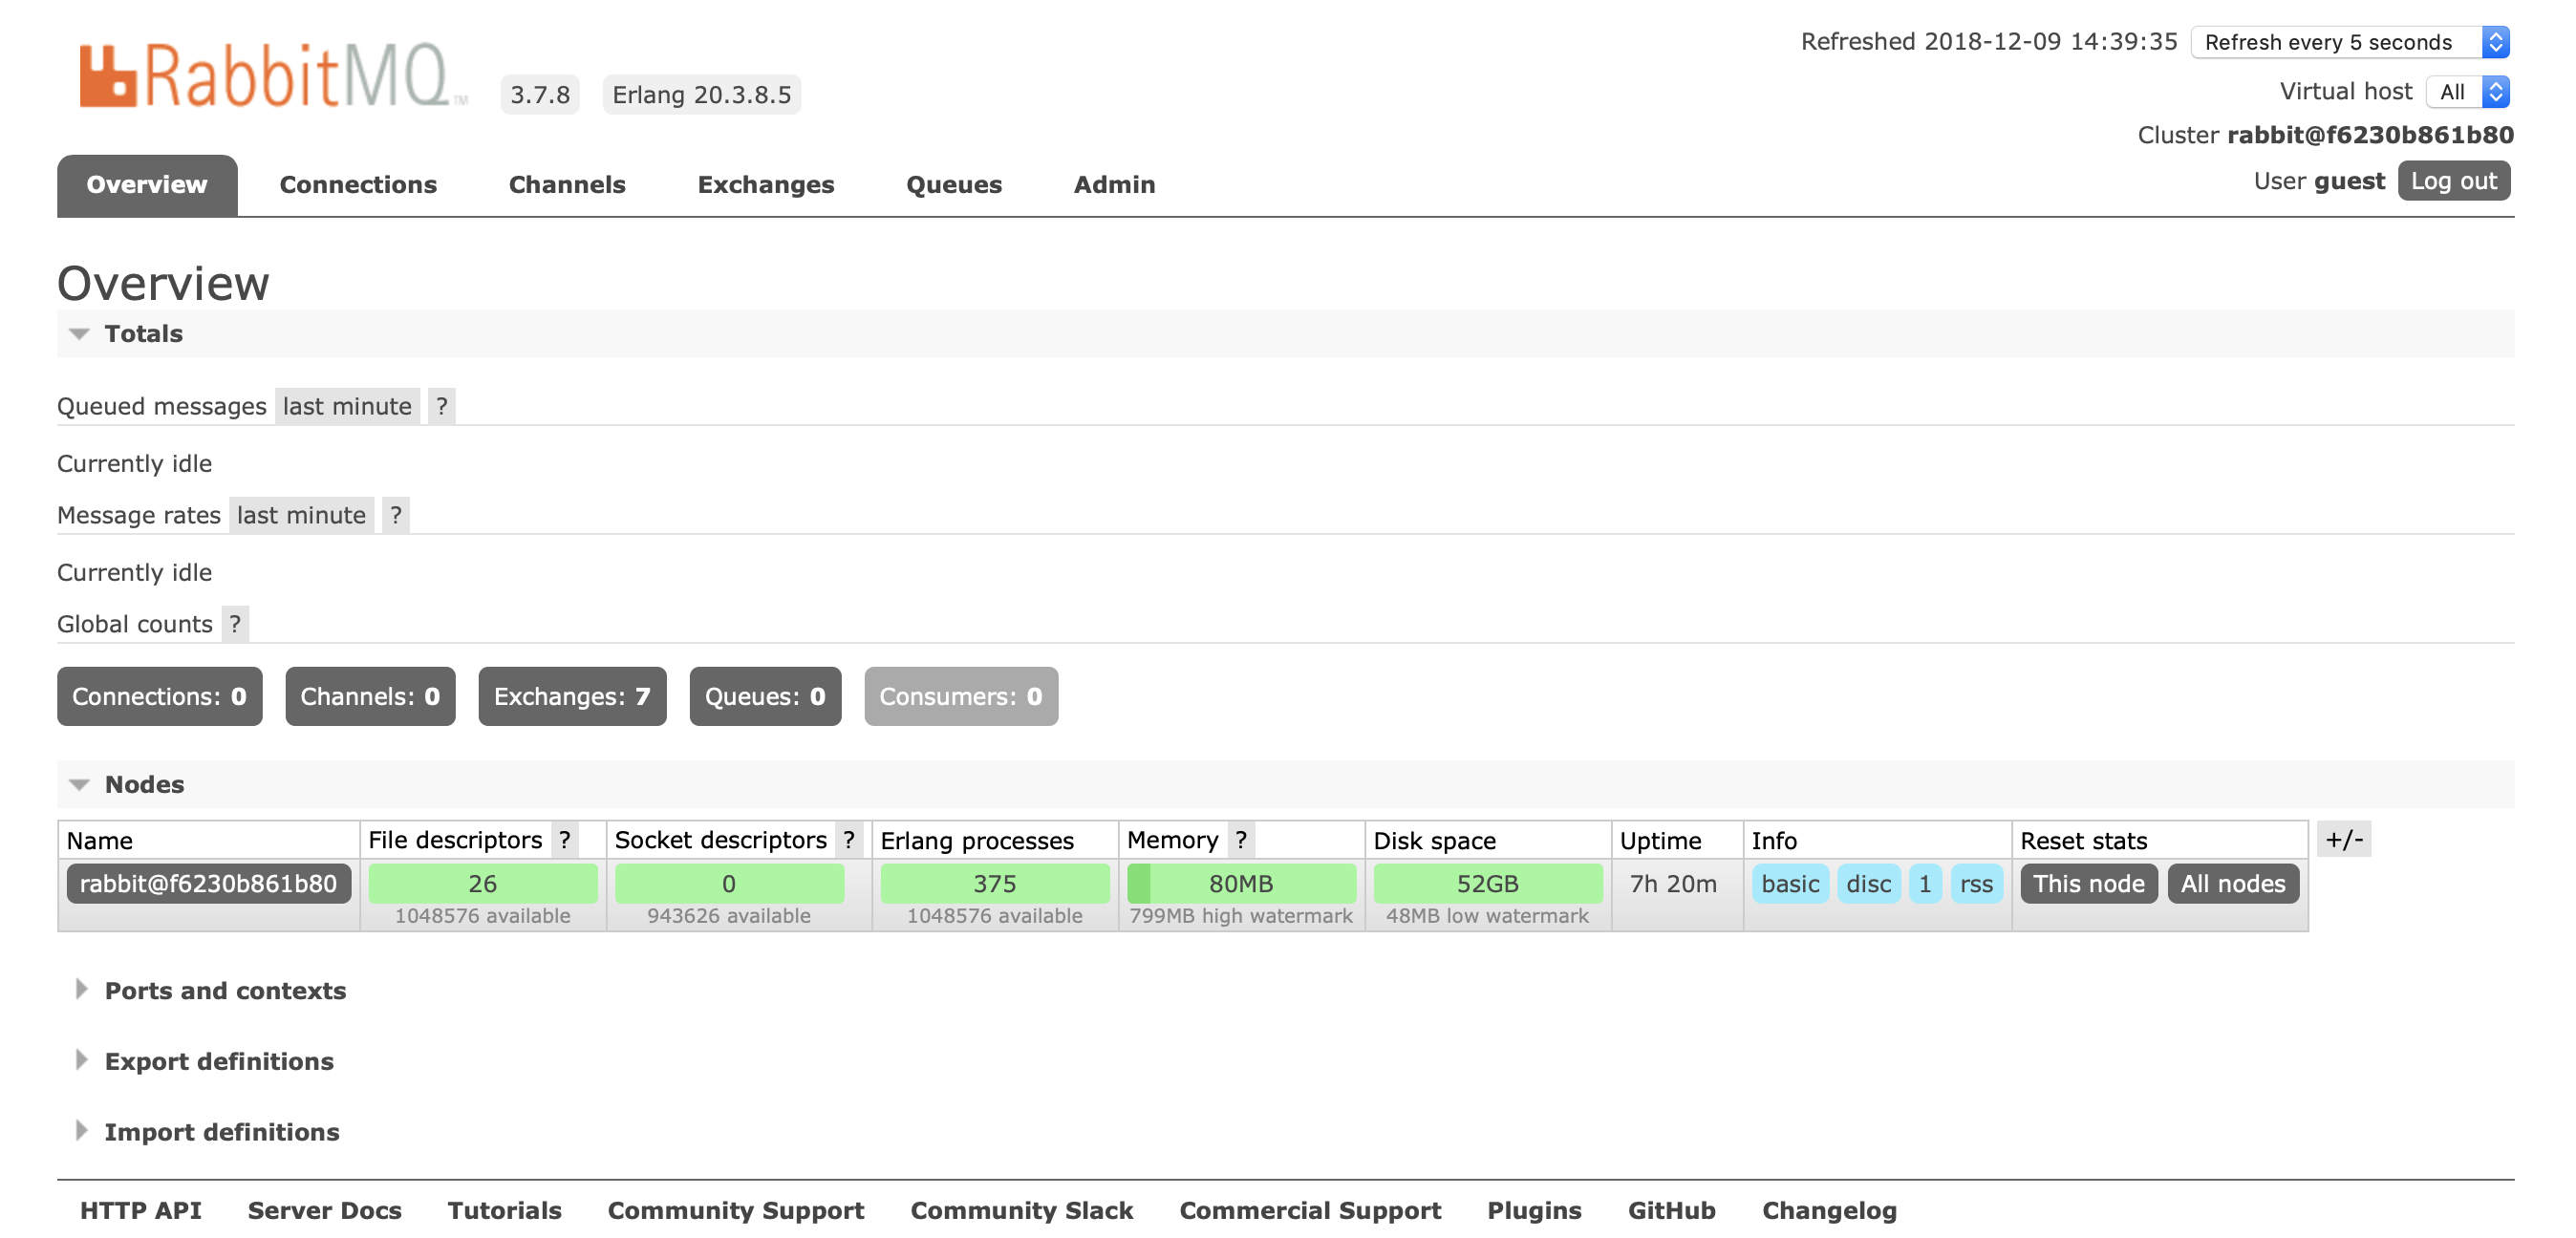 RabbitMQ™ 3.7.8 Erlang 20.3.8.5
Refreshed 2018-12-09 14:39:35 Refresh every 5 seconds
Virtual host All
Cluster rabbit@f6230b861b80
User guest Log out
Overview Connections Channels Exchanges Queues Admin
Overview
Totals
Queued messages last minute ?
Currently idle
Message rates last minute ?
Currently idle
Global counts ?
Connections: 0 Channels: 0 Exchanges: 7 Queues: 0 Consumers: 0
Nodes
Name File descriptors ? Socket descriptors ? Erlang processes Memory ? Disk space Uptime Info Reset stats +/-
rabbit@f6230b861b80 26 0 375 80MB 52GB 7h 20m basic disc 1 rss This node All nodes
1048576 available 943626 available 1048576 available 799MB high watermark 48MB low watermark
Ports and contexts
Export definitions
Import definitions
HTTP API Server Docs Tutorials Community Support Community Slack Commercial Support Plugins GitHub Changelog